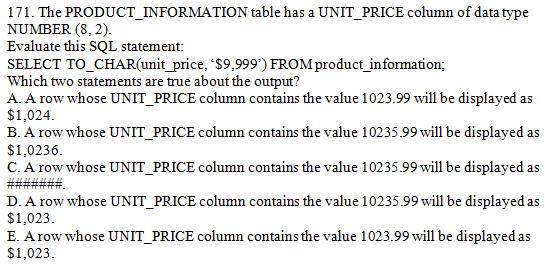 171. The PRODUCT_INFORMATION table has a UNIT_PRICE column of data type
NUMBER (8, 2).
Evaluate this SQL statement:
SELECT TO_CHAR(unit_price, ‘$9,999’) FROM product_information;
Which two statements are true about the output?
A. A row whose UNIT_PRICE column contains the value 1023.99 will be displayed as
$1,024.
B. A row whose UNIT_PRICE column contains the value 10235.99 will be displayed as
$1,0236.
C. A row whose UNIT_PRICE column contains the value 10235.99 will be displayed as
#######.
D. A row whose UNIT_PRICE column contains the value 10235.99 will be displayed as
$1,023.
E. A row whose UNIT_PRICE column contains the value 1023.99 will be displayed as
$1,023.